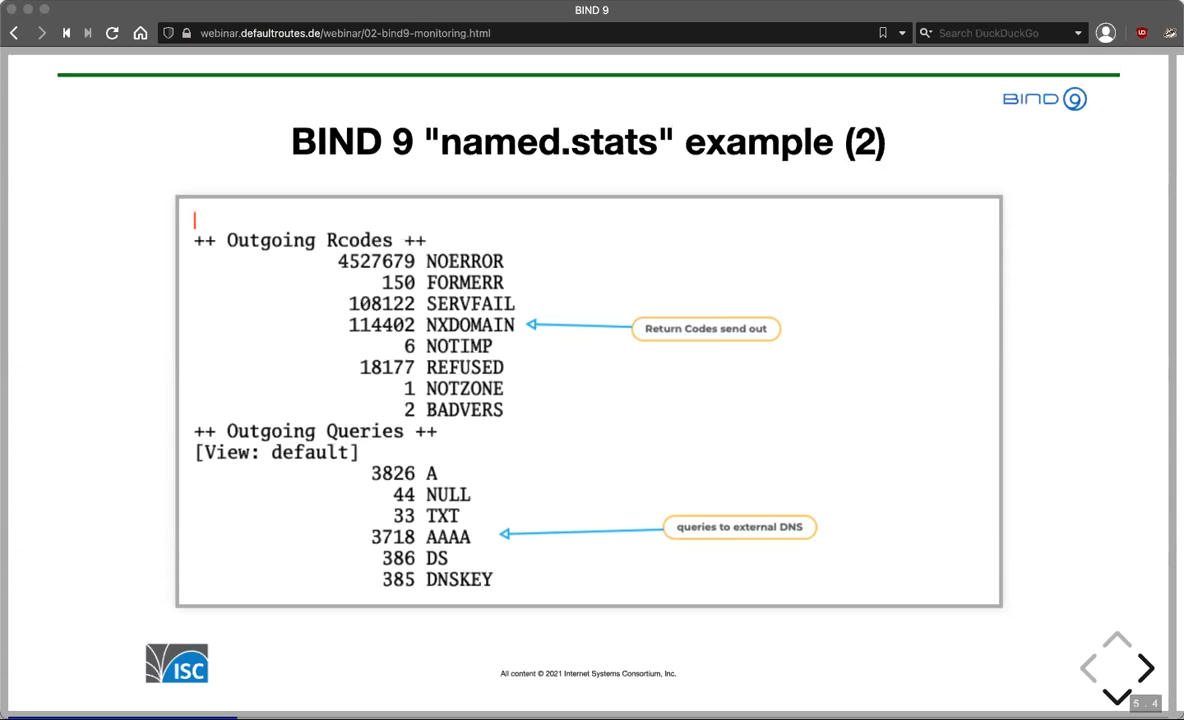 BIND 9
webinar.defaultroutes.de/webinar/02-bind9-monitoring.html
Search DuckDuckGo
BIND 9
BIND 9 "named.stats" example (2)
++ Outgoing Rcodes ++
4527679 NOERROR
150 FORMERR
108122 SERVFAIL
114402 NXDOMAIN
Return Codes send out
6 NOTIMP
18177 REFUSED
1 NOTZONE
2 BADVERS
++ Outgoing Queries ++
[View: default]
3826 A
44 NULL
33 TXT
3718 AAAA
queries to external DNS
386 DS
385 DNSKEY
ISC
All content © 2021 Internet Systems Consortium, Inc.
5 . 4